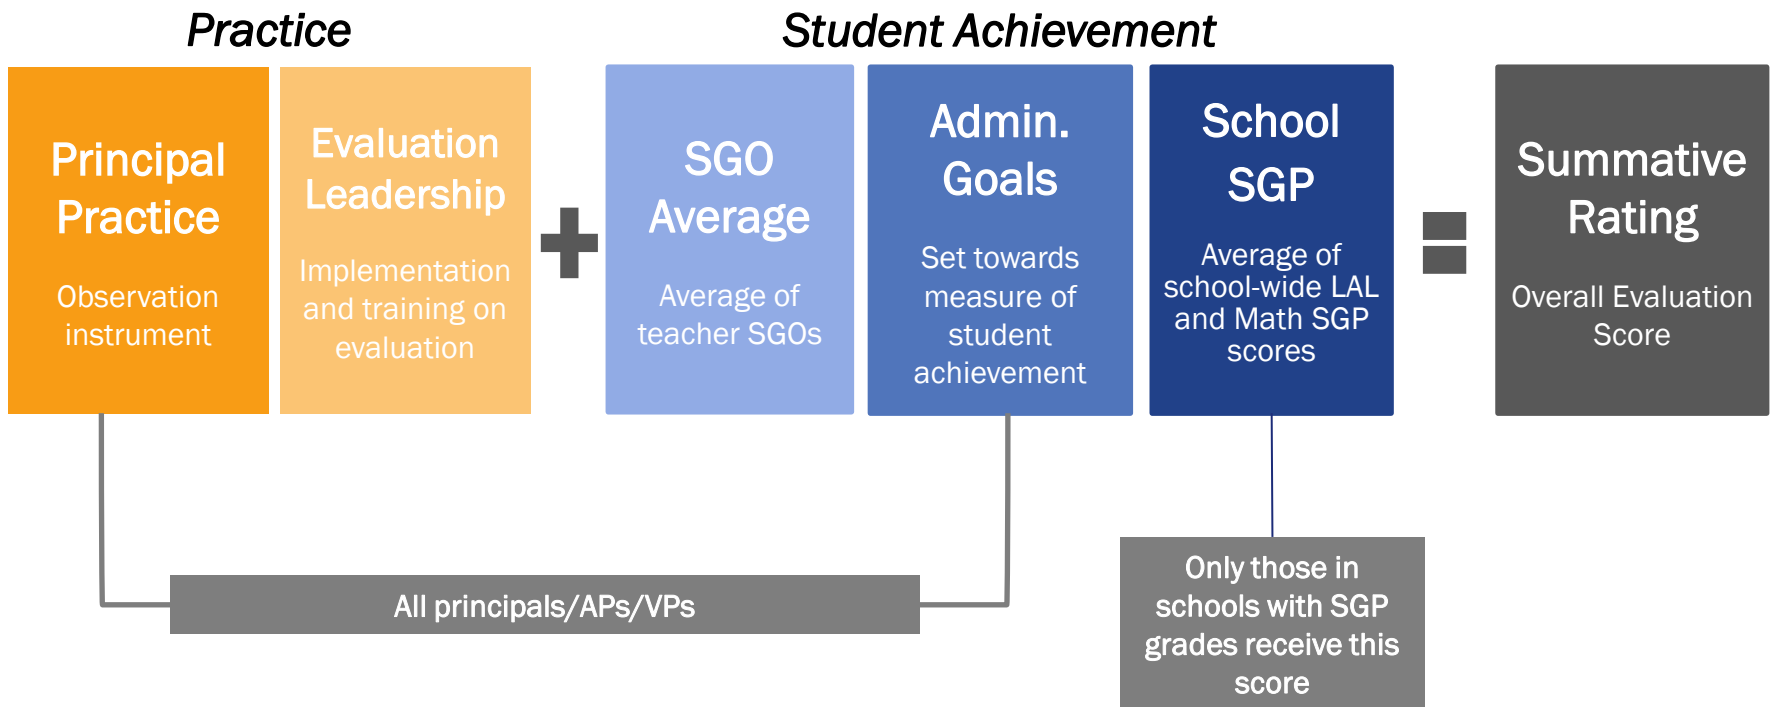 Practice
Student Achievement
Principal
Practice
Observation
instrument
Evaluation
Leadership
Implementation
and training on
evaluation
SGO
Average
Average of
teacher SGOs
Admin.
Goals
Set towards
measure of
student
achievement
School
SGP
Average of
school-wide LAL
and Math SGP
scores
Summative
Rating
Overall Evaluation
Score
All principals/APs/VPs
Only those in
schools with SGP
grades receive this
score